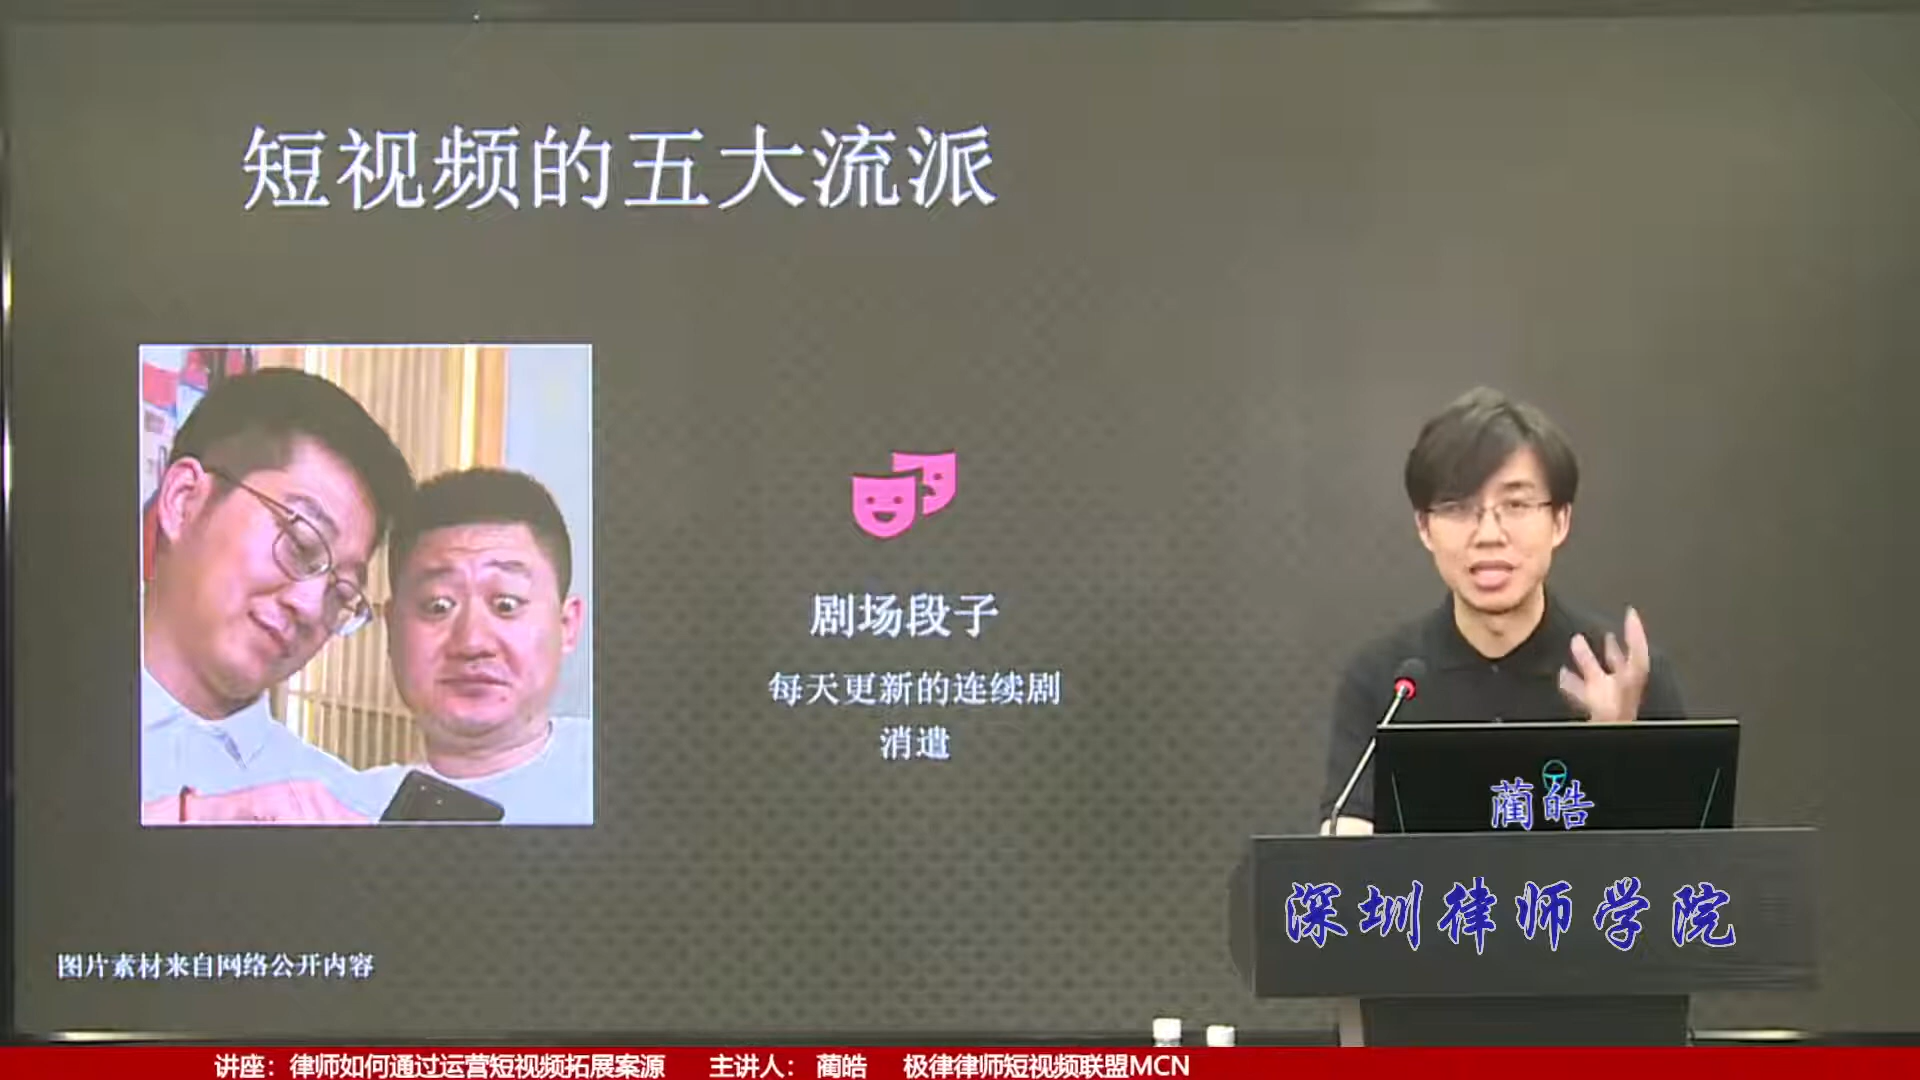 短视频的五大流派
剧场段子
每天更新的连续剧
消遣
图片素材来自网络公开内容
蔺皓
深圳律师学院
讲座：律师如何通过运营短视频拓展案源 主讲人： 蔺皓 极律律师短视频联盟MCN